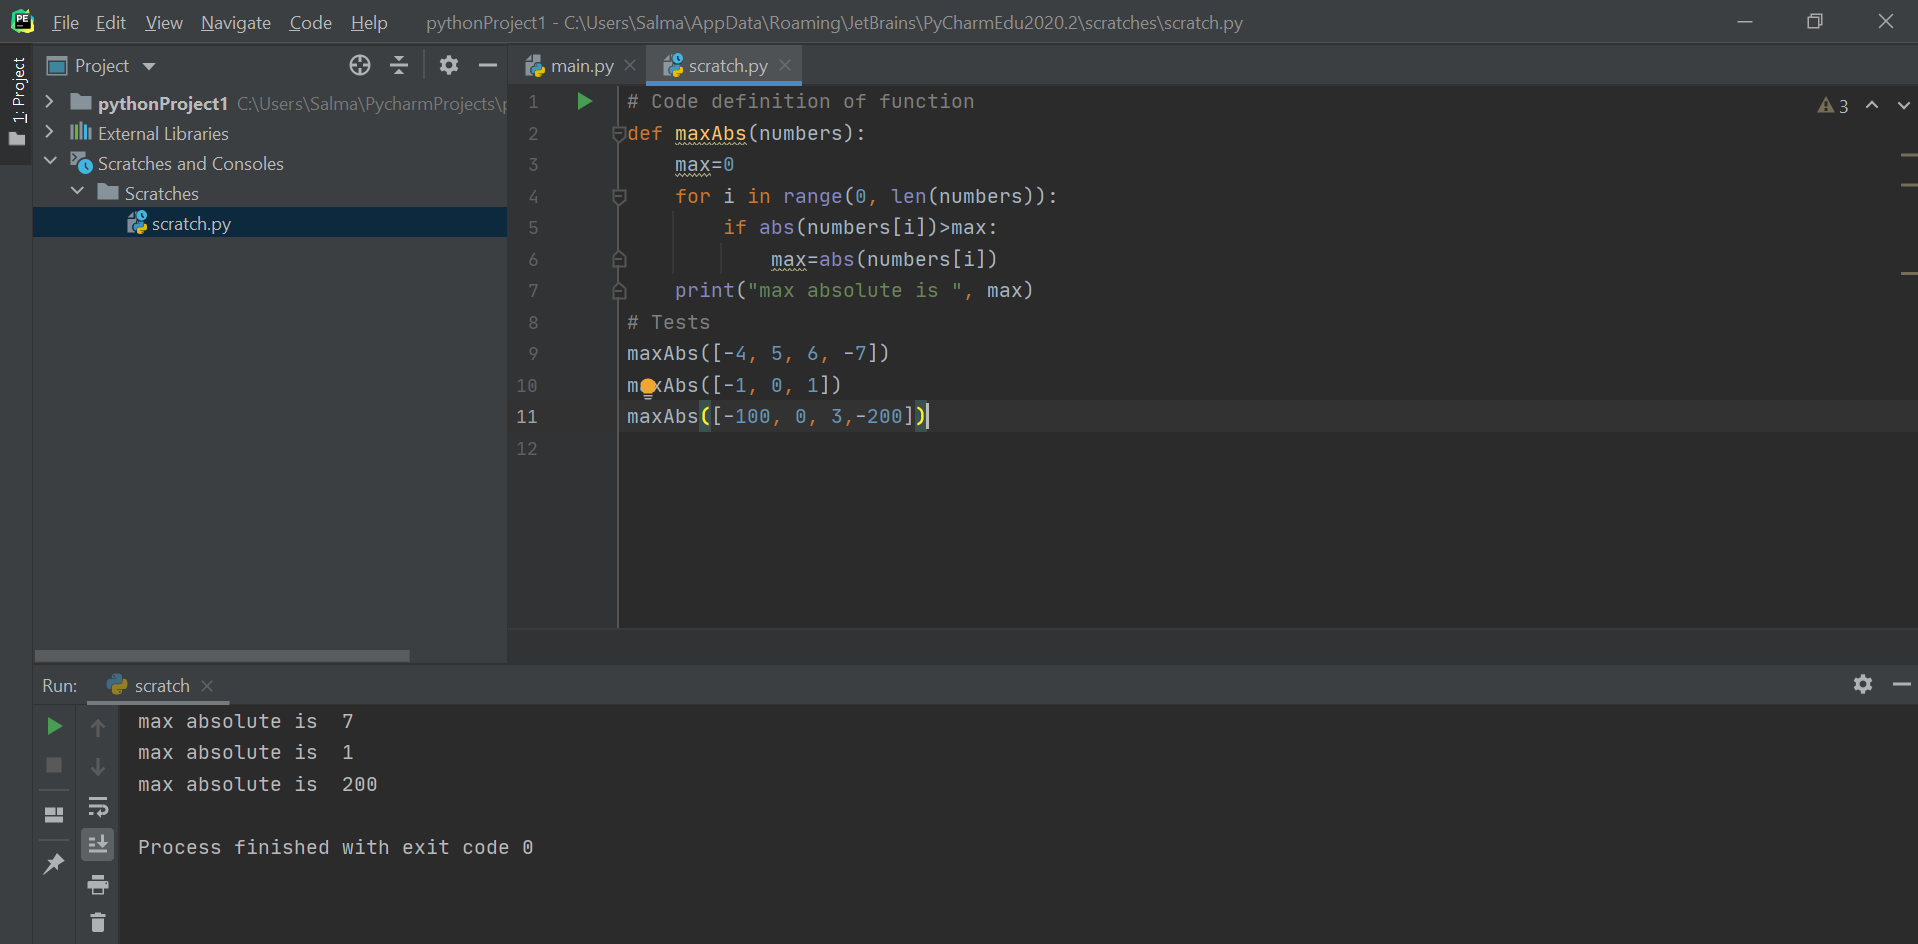 File Edit View Navigate Code Help pythonProject1 - C:\Users\Salma\AppData\Roaming\JetBrains\PyCharmEdu2020.2\scratches\scratch.py
1: Project
Project
pythonProject1 C:\Users\Salma\PycharmProjects\
External Libraries
Scratches and Consoles
Scratches
scratch.py
main.py scratch.py
3
1 # Code definition of function
2 def maxAbs(numbers):
3     max=0
4     for i in range(0, len(numbers)):
5         if abs(numbers[i])>max:
6             max=abs(numbers[i])
7     print("max absolute is ", max)
8 # Tests
9 maxAbs([-4, 5, 6, -7])
10 maxAbs([-1, 0, 1])
11 maxAbs([-100, 0, 3,-200])
12
Run: scratch
max absolute is  7
max absolute is  1
max absolute is  200
Process finished with exit code 0